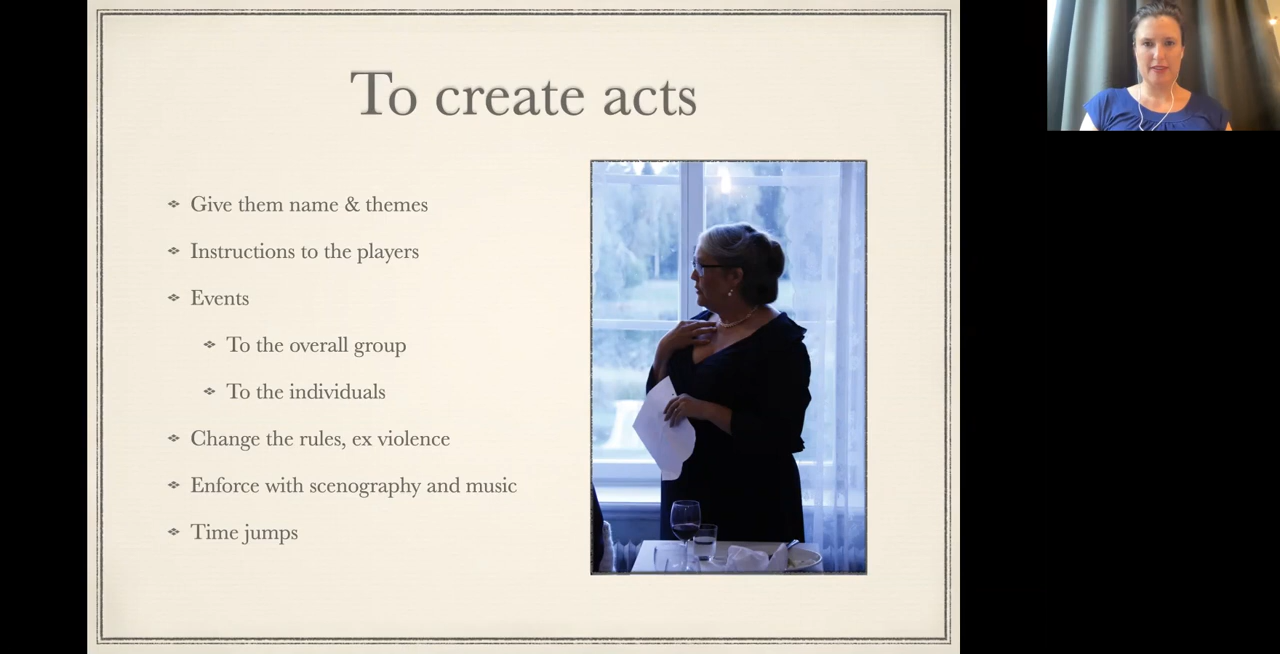 To create acts
Give them name & themes
Instructions to the players
Events
To the overall group
To the individuals
Change the rules, ex violence
Enforce with scenography and music
Time jumps